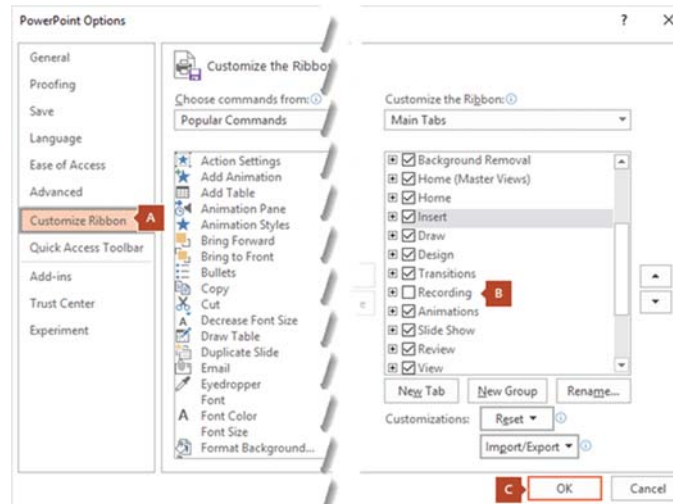 PowerPoint Options
?
General
Proofing
Save
Language
Ease of Access
Advanced
Customize Ribbon
A
Quick Access Toolbar
Add-ins
Trust Center
Experiment
Customize the Ribbon
Choose commands from:
Popular Commands
Action Settings
Add Animation
Add Table
Animation Pane
Animation Styles
Bring Forward
Bring to Front
Bullets
Copy
Cut
Decrease Font Size
Draw Table
Duplicate Slide
Email
Eyedropper
Font
Font Color
Font Size
Format Background...
Customize the Ribbon:
Main Tabs
Background Removal
Home (Master Views)
Home
Insert
Draw
Design
Transitions
Recording
B
Animations
Slide Show
Review
View
New Tab
New Group
Rename...
Customizations:
Reset
Import/Export
C
OK
Cancel